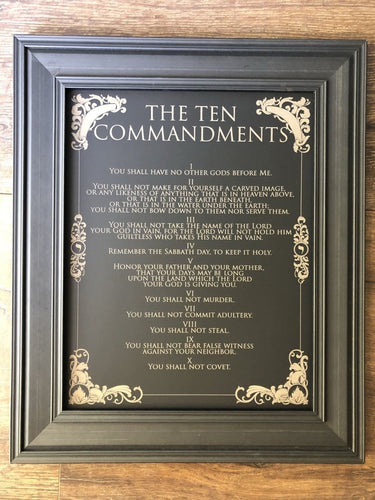 THE TEN
COMMANDMENTS
I
YOU SHALL HAVE NO OTHER GODS BEFORE ME.
II
YOU SHALL NOT MAKE FOR YOURSELF A CARVED IMAGE,
OR ANY LIKENESS OF ANYTHING THAT IS IN HEAVEN ABOVE,
OR THAT IS IN THE EARTH BENEATH,
OR THAT IS IN THE WATER UNDER THE EARTH;
YOU SHALL NOT BOW DOWN TO THEM NOR SERVE THEM.
III
YOU SHALL NOT TAKE THE NAME OF THE LORD
YOUR GOD IN VAIN, FOR THE LORD WILL NOT HOLD HIM
GUILTLESS WHO TAKES HIS NAME IN VAIN.
IV
REMEMBER THE SABBATH DAY, TO KEEP IT HOLY.
V
HONOR YOUR FATHER AND YOUR MOTHER,
THAT YOUR DAYS MAY BE LONG
UPON THE LAND WHICH THE LORD
YOUR GOD IS GIVING YOU.
VI
YOU SHALL NOT MURDER.
VII
YOU SHALL NOT COMMIT ADULTERY.
VIII
YOU SHALL NOT STEAL.
IX
YOU SHALL NOT BEAR FALSE WITNESS
AGAINST YOUR NEIGHBOR.
X
YOU SHALL NOT COVET.